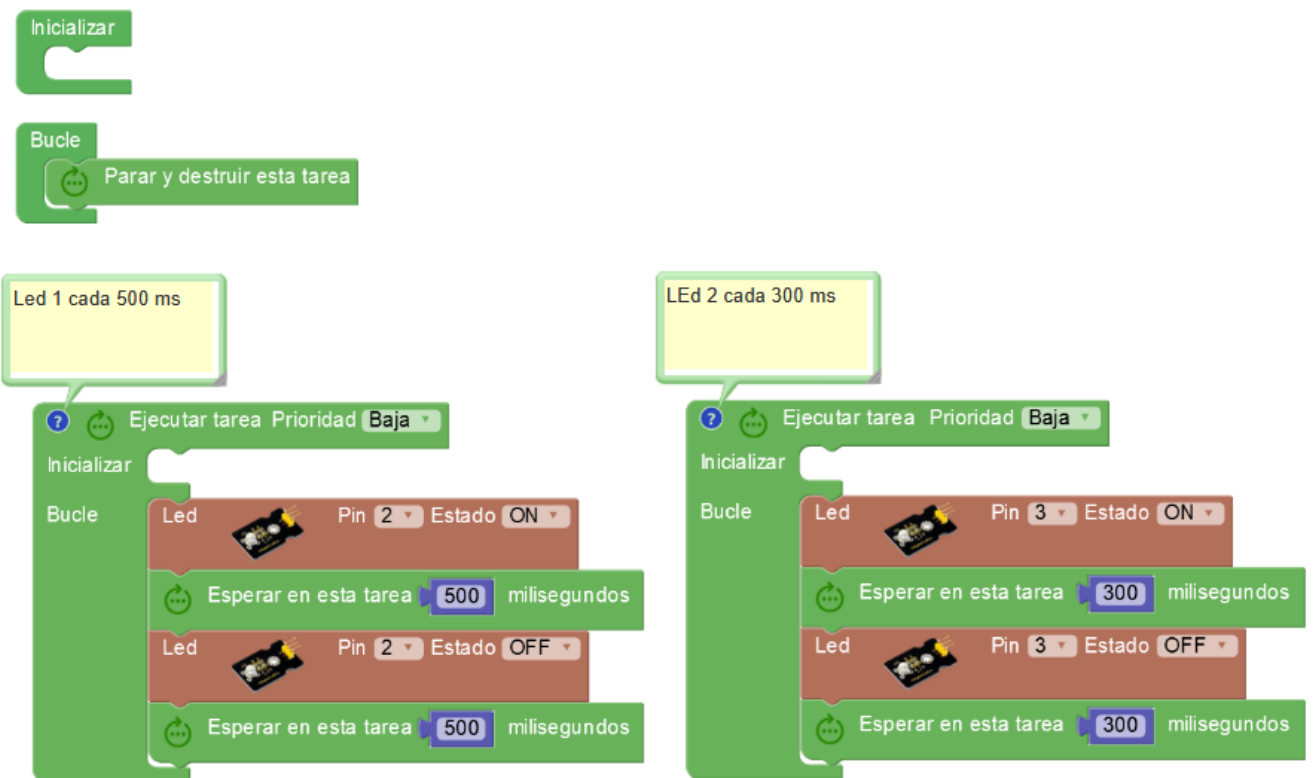 Inicializar
Bucle
Parar y destruir esta tarea
Led 1 cada 500 ms
? Ejecutar tarea Prioridad Baja
Inicializar
Bucle
Led Pin 2 Estado ON
Esperar en esta tarea 500 milisegundos
Led Pin 2 Estado OFF
Esperar en esta tarea 500 milisegundos
LEd 2 cada 300 ms
? Ejecutar tarea Prioridad Baja
Inicializar
Bucle
Led Pin 3 Estado ON
Esperar en esta tarea 300 milisegundos
Led Pin 3 Estado OFF
Esperar en esta tarea 300 milisegundos